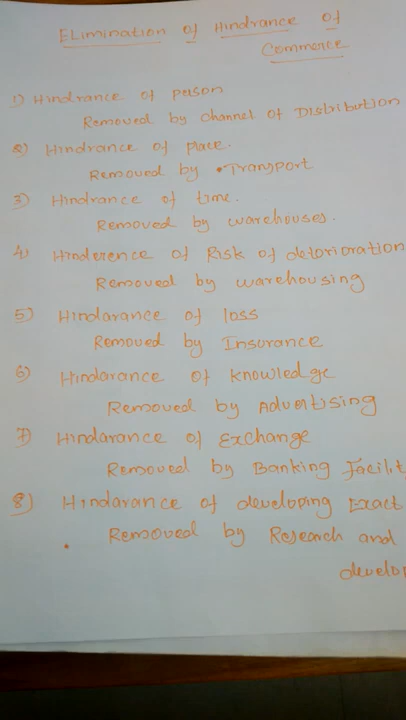 Elimination of Hindrance of
Commerce
1) Hindrance of person
Removed by channel of Distribution
2) Hindrance of place.
Removed by Transport
3) Hindrance of time.
Removed by warehouses.
4) Hinderence of Risk of detorioration
Removed by warehousing
5) Hindarance of loss
Removed by Insurance
6) Hindarance of knowledge
Removed by Advertising
7) Hindarance of Exchange
Removed by Banking
8) Hindarance of developing Exact
Removed by Research and